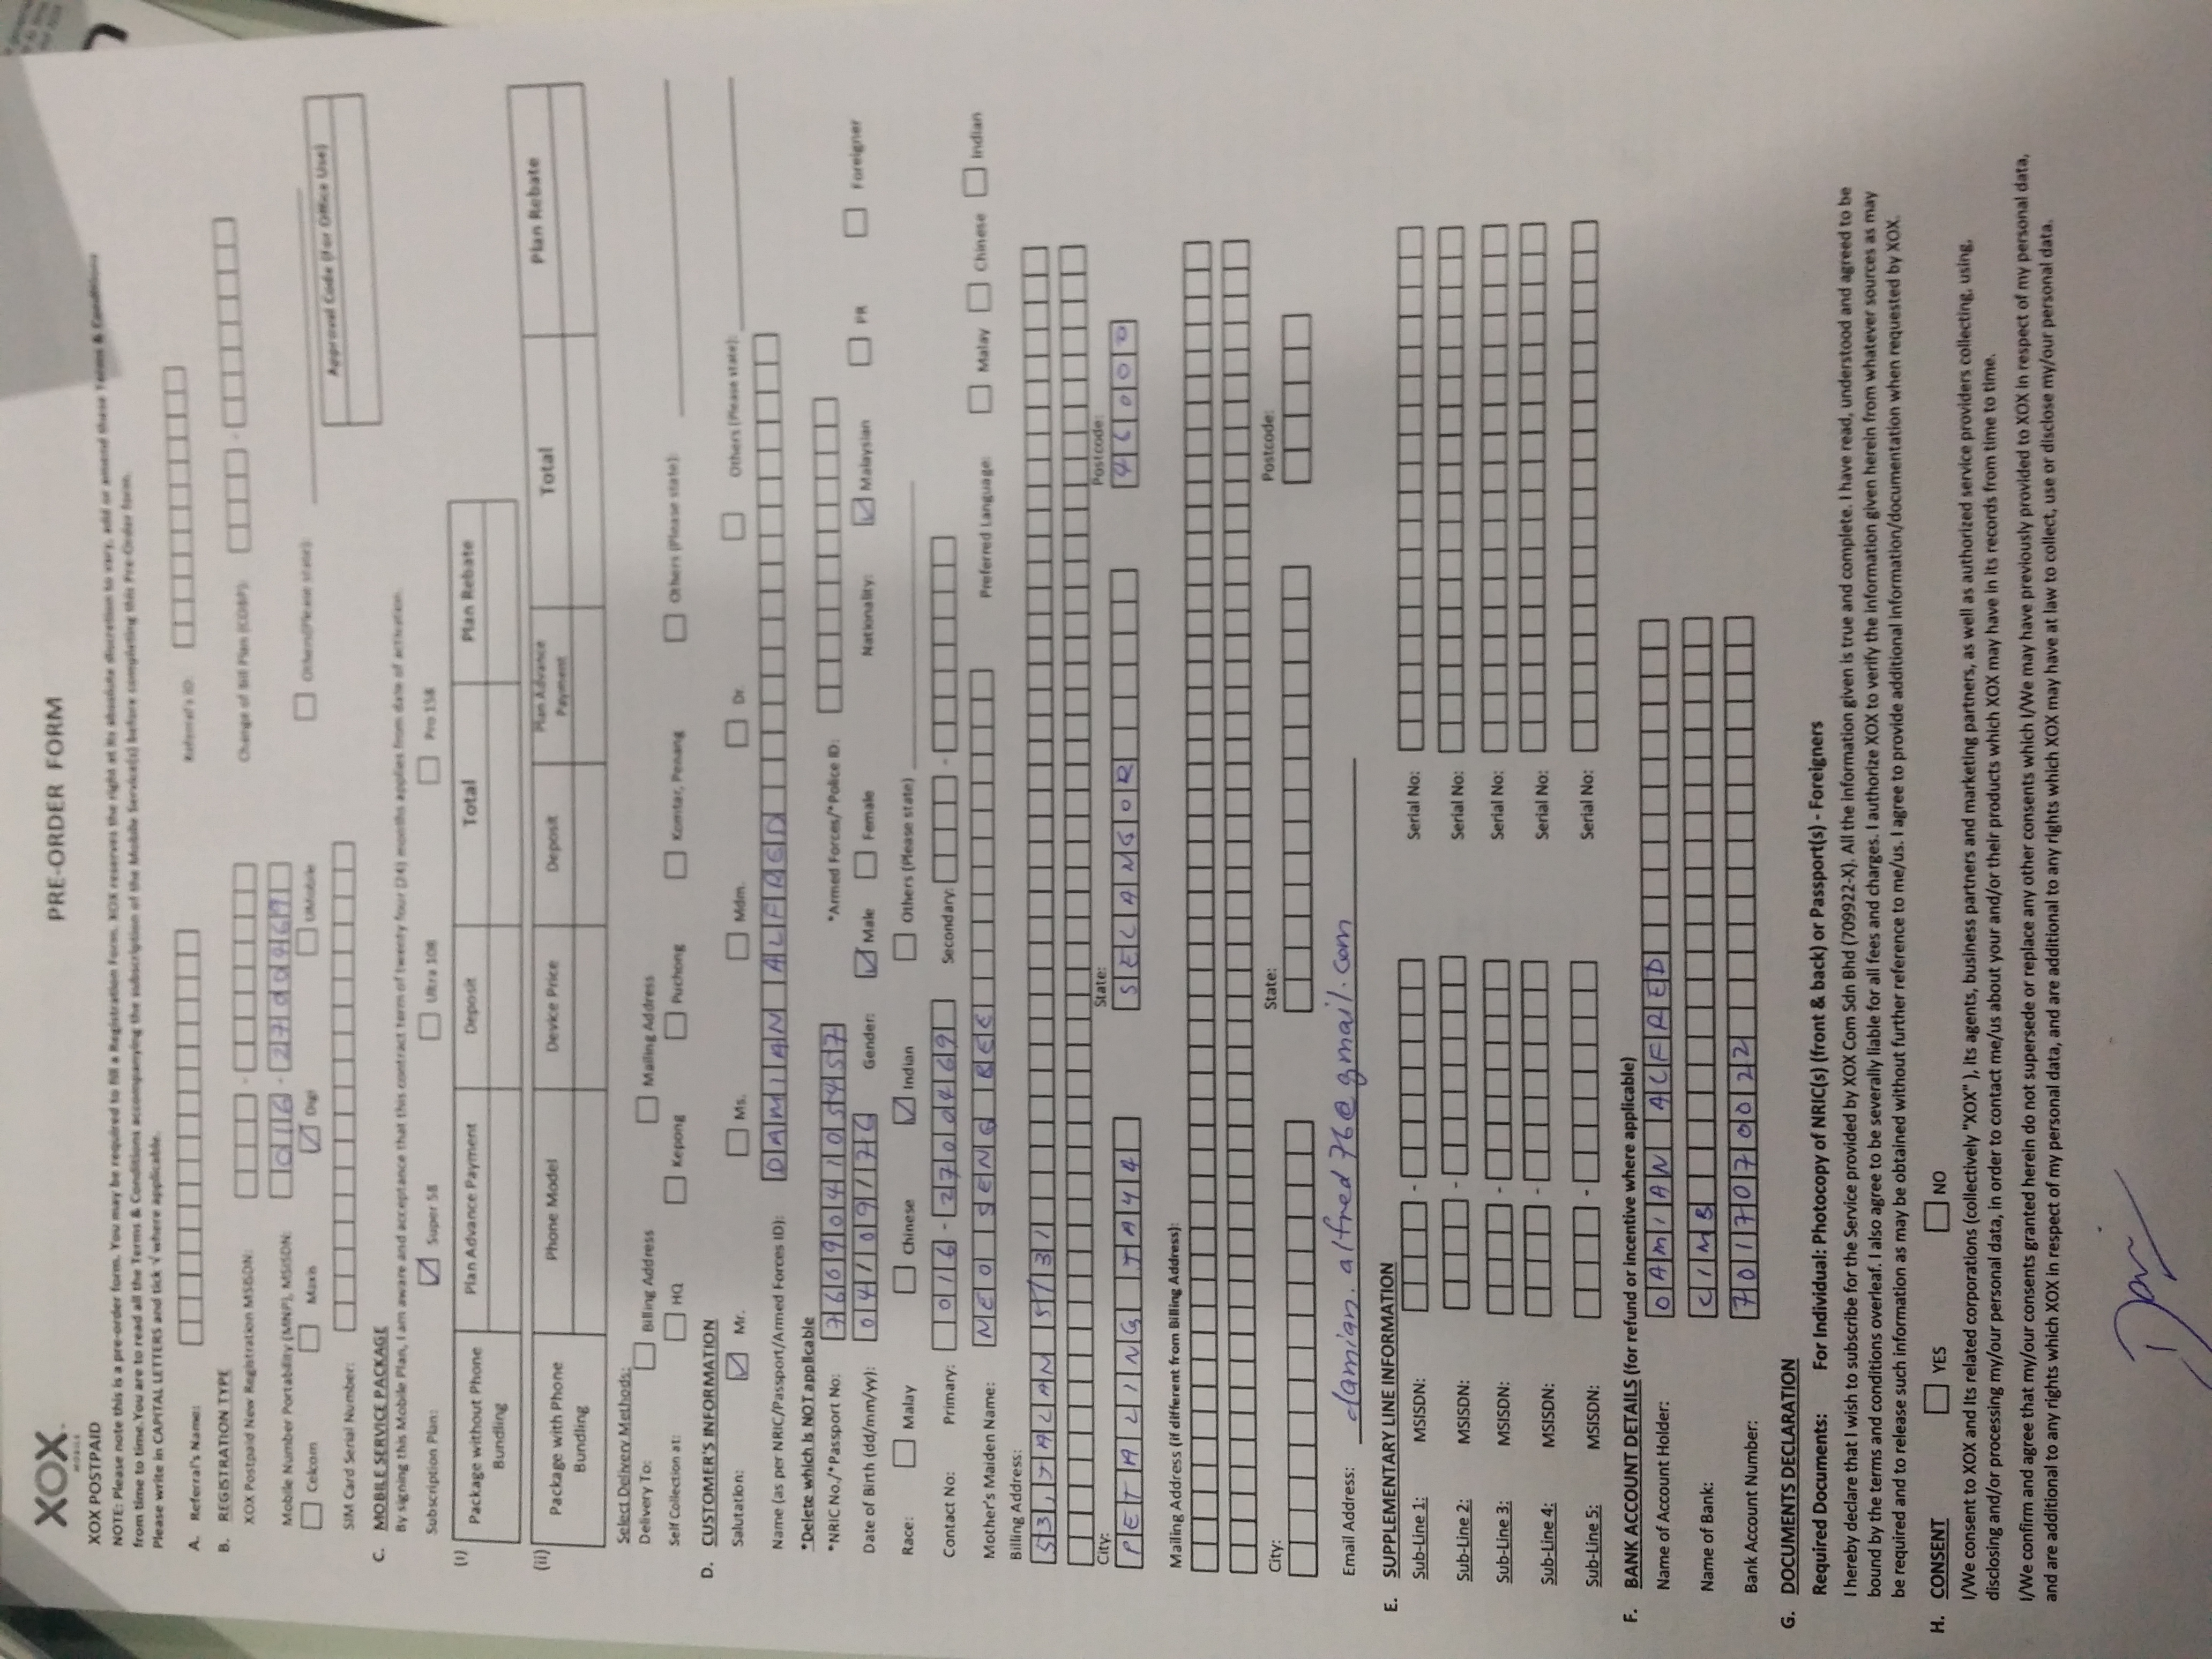 XOX
MOBILE
PRE-ORDER FORM
XOX POSTPAID
NOTE: Please note this is a pre-order form. You may be required to fill a Registration Form. XOX reserves the right at its absolute discretion to vary, add or amend these Terms & Conditions
from time to time.You are to read all the Terms & Conditions accompanying the subscription of the Mobile Service(s) before completing this Pre-Order form.
Please write in CAPITAL LETTERS and tick √ where applicable.
A. Referral's Name: Referral's ID:
B. REGISTRATION TYPE
XOX Postpaid New Registration MSISDN: - Change of Bill Plan (COBP): -
Mobile Number Portability (MNP), MSISDN: 016 - 2700469
Celcom Maxis Digi UMobile Others(Please state):
SIM Card Serial Number:
Approval Code (For Office Use)
C. MOBILE SERVICE PACKAGE
By signing this Mobile Plan, I am aware and acceptance that this contract term of twenty four (24) months applies from date of activation.
Subscription Plan: Super 58 Ultra 108 Pro 158
(i) Package without Phone Bundling Plan Advance Payment Deposit Total Plan Rebate
(ii) Package with Phone Bundling Phone Model Device Price Deposit Plan Advance Payment Total Plan Rebate
Select Delivery Methods:
Delivery To: Billing Address Mailing Address
Self Collection at: HQ Kepong Puchong Komtar, Penang Others (Please state):
D. CUSTOMER'S INFORMATION
Salutation: Mr. Ms. Mdm. Dr. Others (Please state):
Name (as per NRIC/Passport/Armed Forces ID): DAMIAN ALFRED
*Delete which is NOT applicable
*NRIC No./*Passport No: 760904105457 *Armed Forces/*Police ID:
Date of Birth (dd/mm/yy): 04/09/76 Gender: Male Female Nationality: Malaysian PR Foreigner
Race: Malay Chinese Indian Others (Please state)
Contact No: Primary: 016 - 2700469 Secondary: -
Mother's Maiden Name: NEO SENG BEE Preferred Language: Malay Chinese Indian
Billing Address:
53, JALAN 5/31
City: State: Postcode:
PETALING JAYA SELANGOR 46000
Mailing Address (if different from Billing Address):
City: State: Postcode:
Email Address: damian.alfred76@gmail.com
E. SUPPLEMENTARY LINE INFORMATION
Sub-Line 1: MSISDN: - Serial No:
Sub-Line 2: MSISDN: - Serial No:
Sub-Line 3: MSISDN: - Serial No:
Sub-Line 4: MSISDN: - Serial No:
Sub-Line 5: MSISDN: - Serial No:
F. BANK ACCOUNT DETAILS (for refund or incentive where applicable)
Name of Account Holder: DAMIAN ALFRED
Name of Bank: CIMB
Bank Account Number: 7017070022
G. DOCUMENTS DECLARATION
Required Documents: For Individual: Photocopy of NRIC(s) (front & back) or Passport(s) - Foreigners
I hereby declare that I wish to subscribe for the Service provided by XOX Com Sdn Bhd (709922-X). All the information given is true and complete. I have read, understood and agreed to be
bound by the terms and conditions overleaf. I also agree to be severally liable for all fees and charges. I authorize XOX to verify the information given herein from whatever sources as may
be required and to release such information as may be obtained without further reference to me/us. I agree to provide additional information/documentation when requested by XOX.
H. CONSENT YES NO
I/We consent to XOX and its related corporations (collectively "XOX" ), its agents, business partners and marketing partners, as well as authorized service providers collecting, using,
disclosing and/or processing my/our personal data, in order to contact me/us about your and/or their products which XOX may have in its records from time to time.
I/We confirm and agree that my/our consents granted herein do not supersede or replace any other consents which I/We may have previously provided to XOX in respect of my personal data,
and are additional to any rights which XOX in respect of my personal data, and are additional to any rights which XOX may have at law to collect, use or disclose my/our personal data.